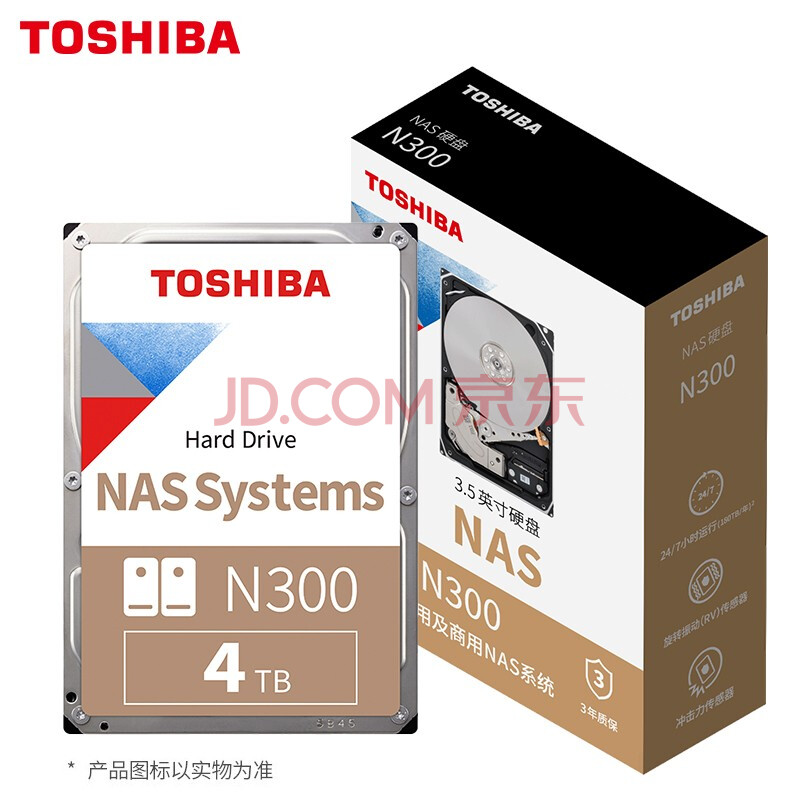 TOSHIBA
TOSHIBA
NAS 硬盘
N300
TOSHIBA
TOSHIBA
Hard Drive
NAS Systems
N300
4 TB
5845
JD.COM 京东
3.5 英寸硬盘
NAS
N300
用及商用NAS系统
3
3年质保
TOSHIBA
NAS 硬盘
N300
24/7
24/7小时运行(180TB/年)²
旋转振动(RV)传感器
冲击力传感器
* 产品图标以实物为准